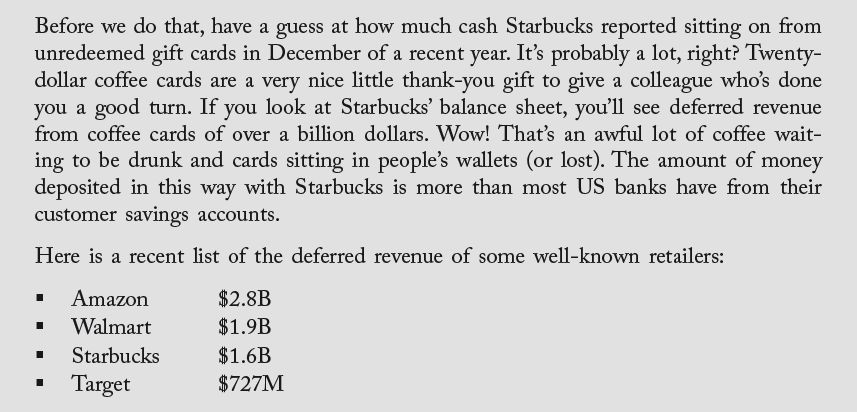 Before we do that, have a guess at how much cash Starbucks reported sitting on from
unredeemed gift cards in December of a recent year. It’s probably a lot, right? Twenty-
dollar coffee cards are a very nice little thank-you gift to give a colleague who’s done
you a good turn. If you look at Starbucks’ balance sheet, you’ll see deferred revenue
from coffee cards of over a billion dollars. Wow! That’s an awful lot of coffee wait-
ing to be drunk and cards sitting in people’s wallets (or lost). The amount of money
deposited in this way with Starbucks is more than most US banks have from their
customer savings accounts.
Here is a recent list of the deferred revenue of some well-known retailers:
▪ Amazon $2.8B
▪ Walmart $1.9B
▪ Starbucks $1.6B
▪ Target $727M